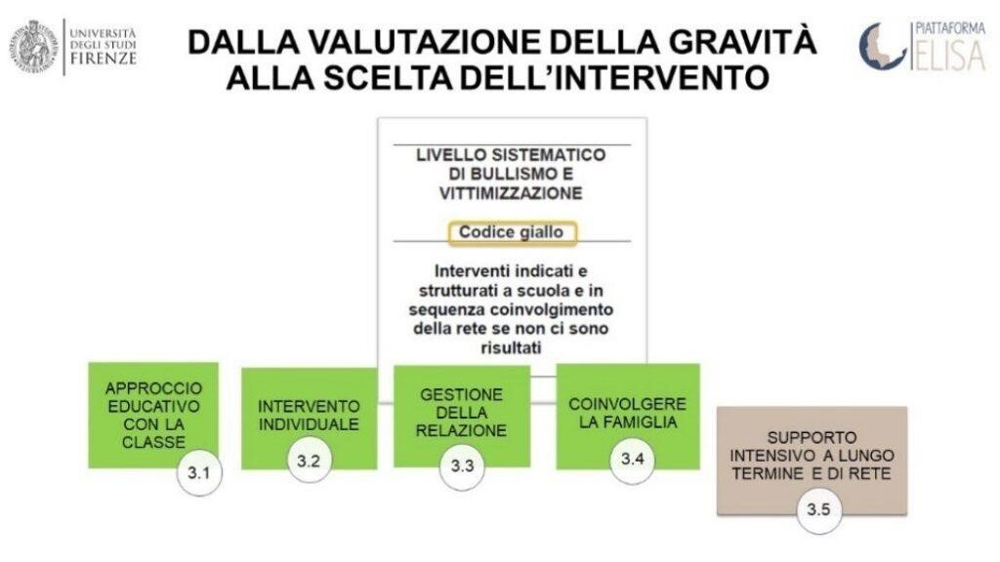 UNIVERSITÀ
DEGLI STUDI
FIRENZE
DALLA VALUTAZIONE DELLA GRAVITÀ
ALLA SCELTA DELL'INTERVENTO
PIATTAFORMA
ELISA
LIVELLO SISTEMATICO
DI BULLISMO E
VITTIMIZZAZIONE
Codice giallo
Interventi indicati e
strutturati a scuola e in
sequenza coinvolgimento
della rete se non ci sono
risultati
APPROCCIO
EDUCATIVO
CON LA
CLASSE
3.1
INTERVENTO
INDIVIDUALE
3.2
GESTIONE
DELLA
RELAZIONE
3.3
COINVOLGERE
LA FAMIGLIA
3.4
SUPPORTO
INTENSIVO A LUNGO
TERMINE E DI RETE
3.5